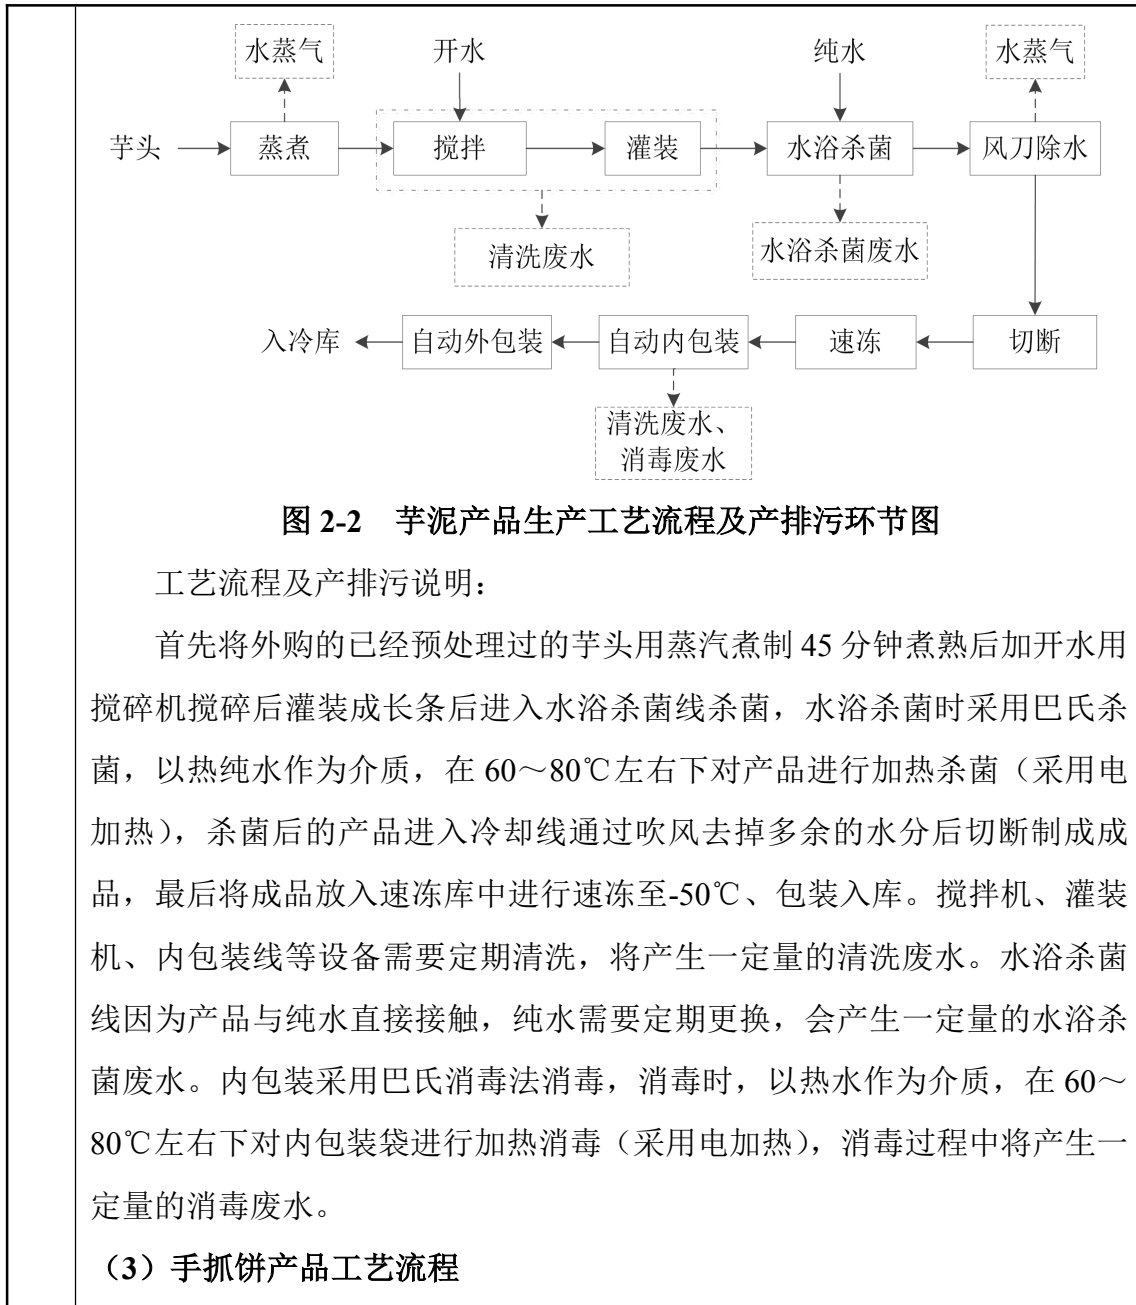 水蒸气 开水 纯水 水蒸气
芋头 蒸煮 搅拌 灌装 水浴杀菌 风刀除水
清洗废水 水浴杀菌废水
入冷库 自动外包装 自动内包装 速冻 切断
清洗废水、
消毒废水
图 2-2 芋泥产品生产工艺流程及产排污环节图
工艺流程及产排污说明：
首先将外购的已经预处理过的芋头用蒸汽煮制 45 分钟煮熟后加开水用
搅碎机搅碎后灌装成长条后进入水浴杀菌线杀菌，水浴杀菌时采用巴氏杀
菌，以热纯水作为介质，在 60～80℃左右下对产品进行加热杀菌（采用电
加热），杀菌后的产品进入冷却线通过吹风去掉多余的水分后切断制成成
品，最后将成品放入速冻库中进行速冻至-50℃、包装入库。搅拌机、灌装
机、内包装线等设备需要定期清洗，将产生一定量的清洗废水。水浴杀菌
线因为产品与纯水直接接触，纯水需要定期更换，会产生一定量的水浴杀
菌废水。内包装采用巴氏消毒法消毒，消毒时，以热水作为介质，在 60～
80℃左右下对内包装袋进行加热消毒（采用电加热），消毒过程中将产生一
定量的消毒废水。
（3）手抓饼产品工艺流程